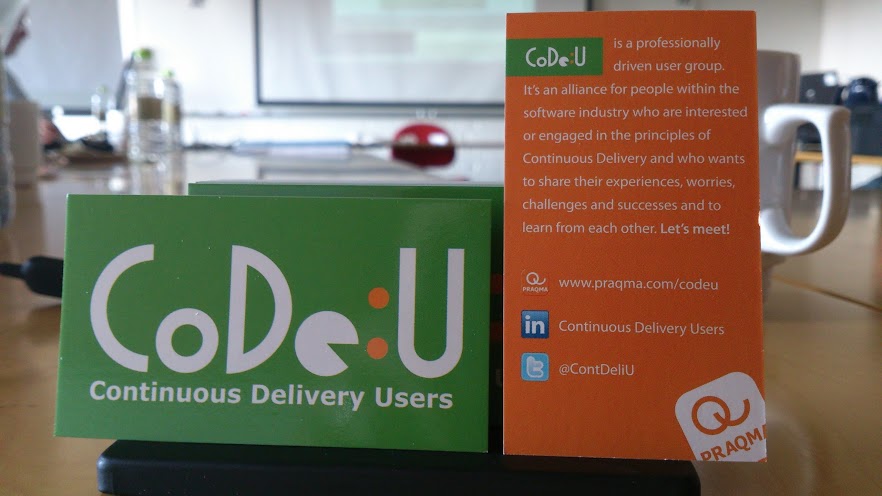 CoDe:U
Continuous Delivery Users
CoDe:U is a professionally
driven user group.
It's an alliance for people within the
software industry who are interested
or engaged in the principles of
Continuous Delivery and who wants
to share their experiences, worries,
challenges and successes and to
learn from each other. Let's meet!
PRAQMA www.praqma.com/codeu
in Continuous Delivery Users
t @ContDeliU
PRAQMA